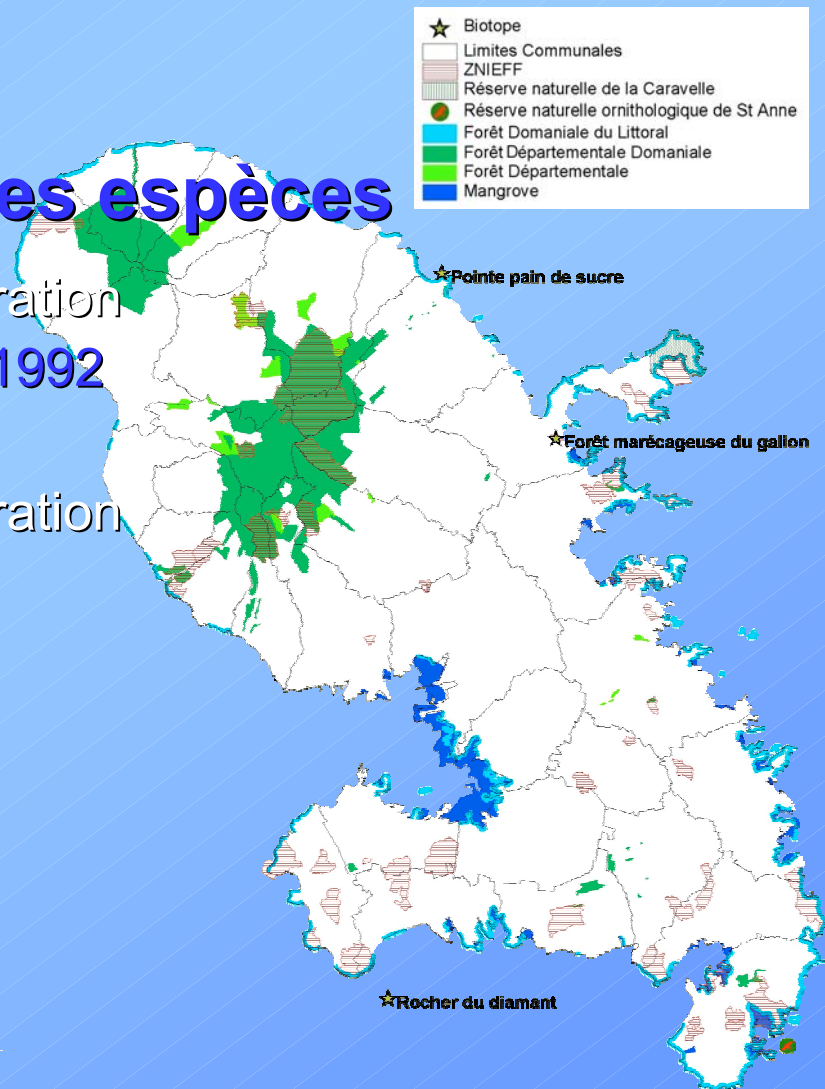 Biotope
Limites Communales
ZNIEFF
Réserve naturelle de la Caravelle
Réserve naturelle ornithologique de St Anne
Forêt Domaniale du Littoral
Forêt Départementale Domaniale
Forêt Départementale
Mangrove
es espèces
ration
1992
ration
Pointe pain de sucre
Forêt marécageuse du galion
Rocher du diamant